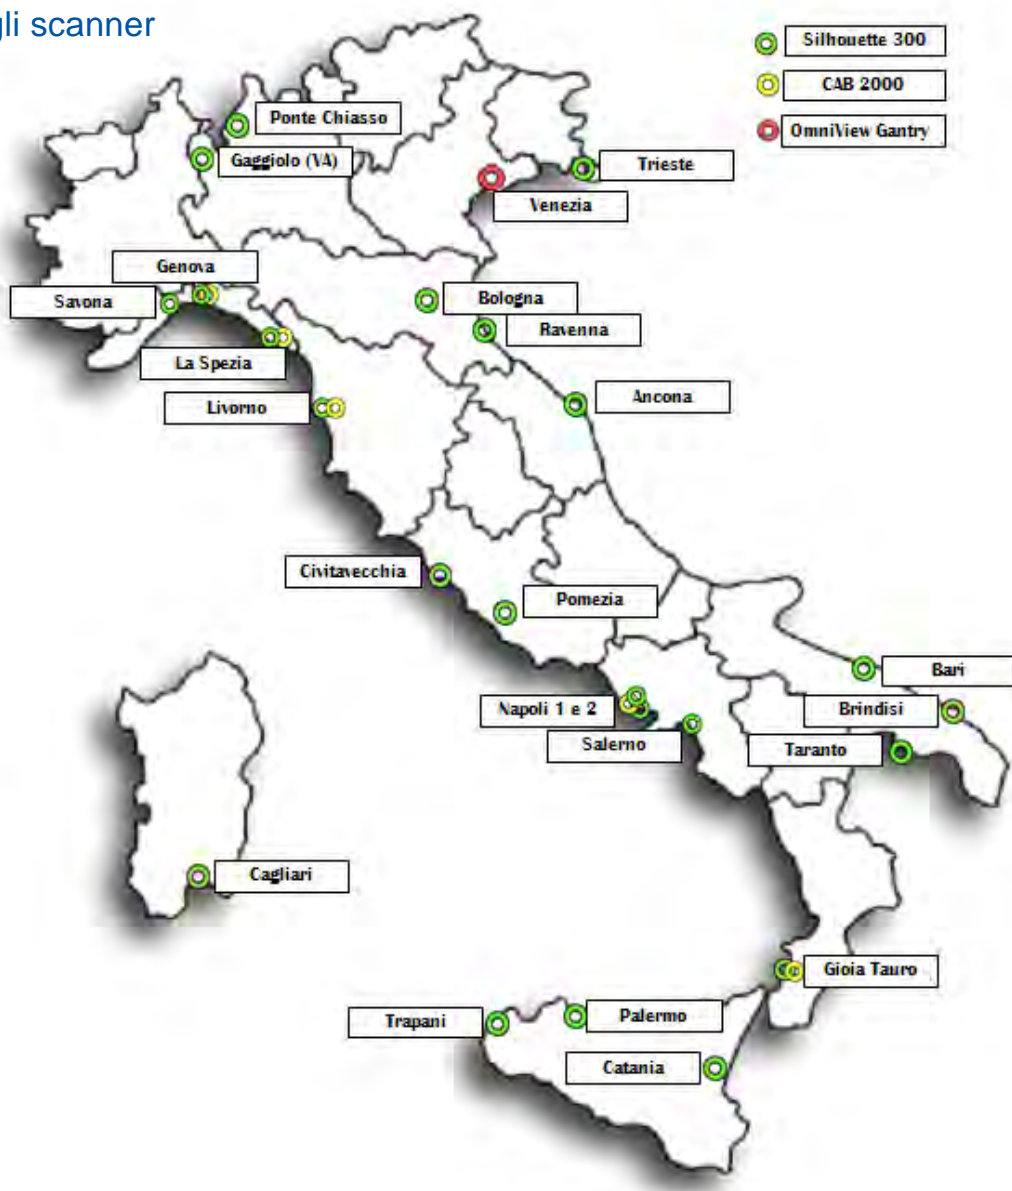 gli scanner
Silhouette 300
CAB 2000
OmniView Gantry
Ponte Chiasso
Gaggiolo (VA)
Trieste
Venezia
Genova
Savona
Bologna
Ravenna
La Spezia
Livorno
Ancona
Civitavecchia
Pomezia
Bari
Napoli 1 e 2
Brindisi
Salerno
Taranto
Cagliari
Gioia Tauro
Trapani
Palermo
Catania